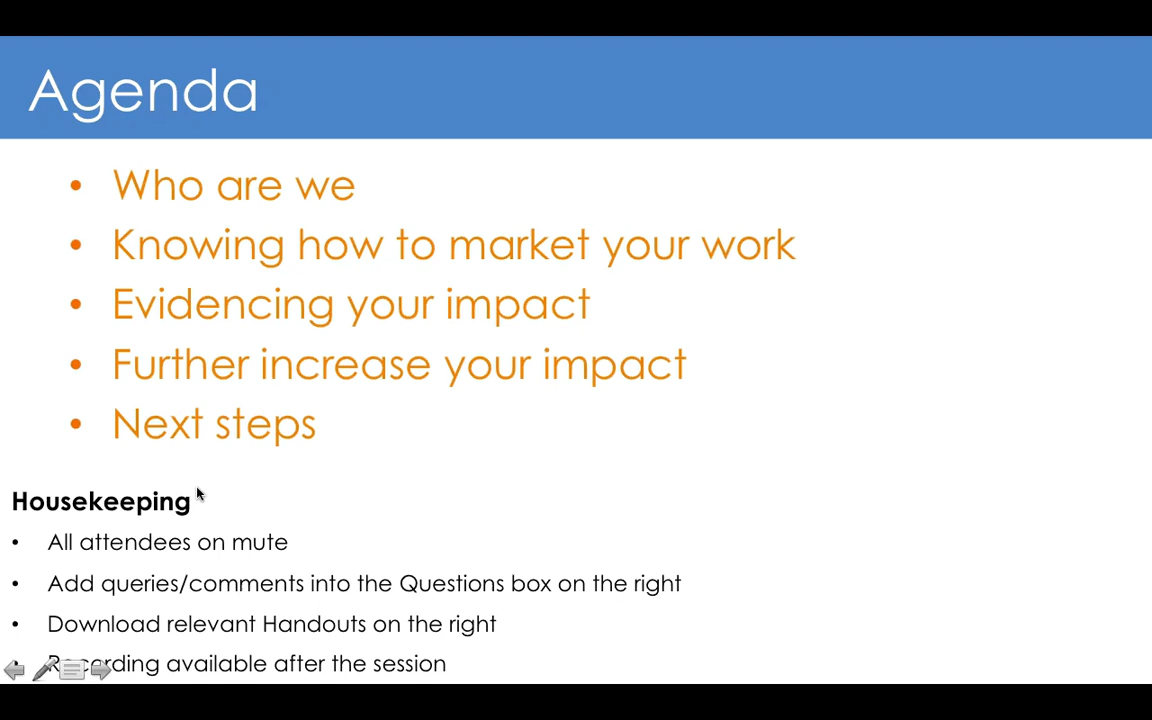 Agenda
• Who are we
• Knowing how to market your work
• Evidencing your impact
• Further increase your impact
• Next steps
Housekeeping
• All attendees on mute
• Add queries/comments into the Questions box on the right
• Download relevant Handouts on the right
• Recording available after the session